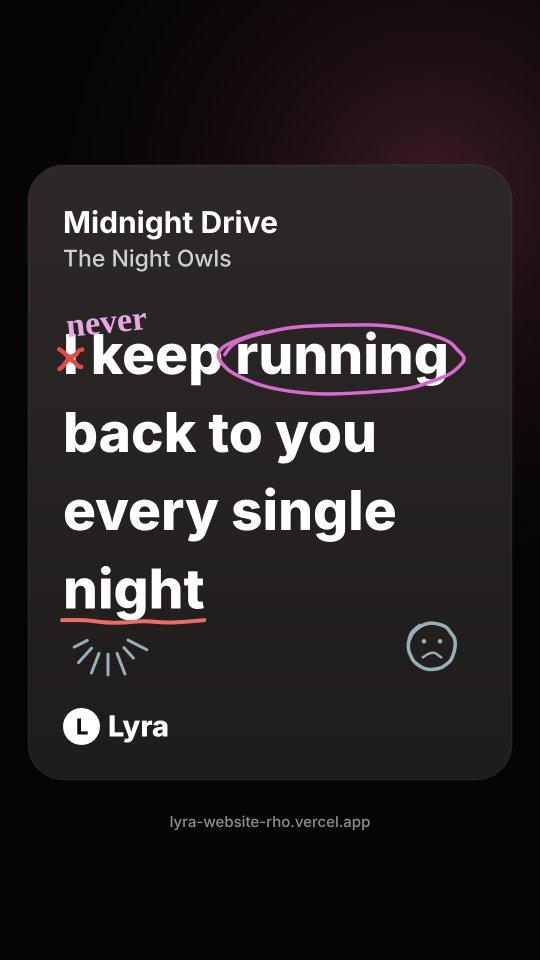 Midnight Drive
The Night Owls
never
I keep running
back to you
every single
night
L Lyra
lyra-website-rho.vercel.app